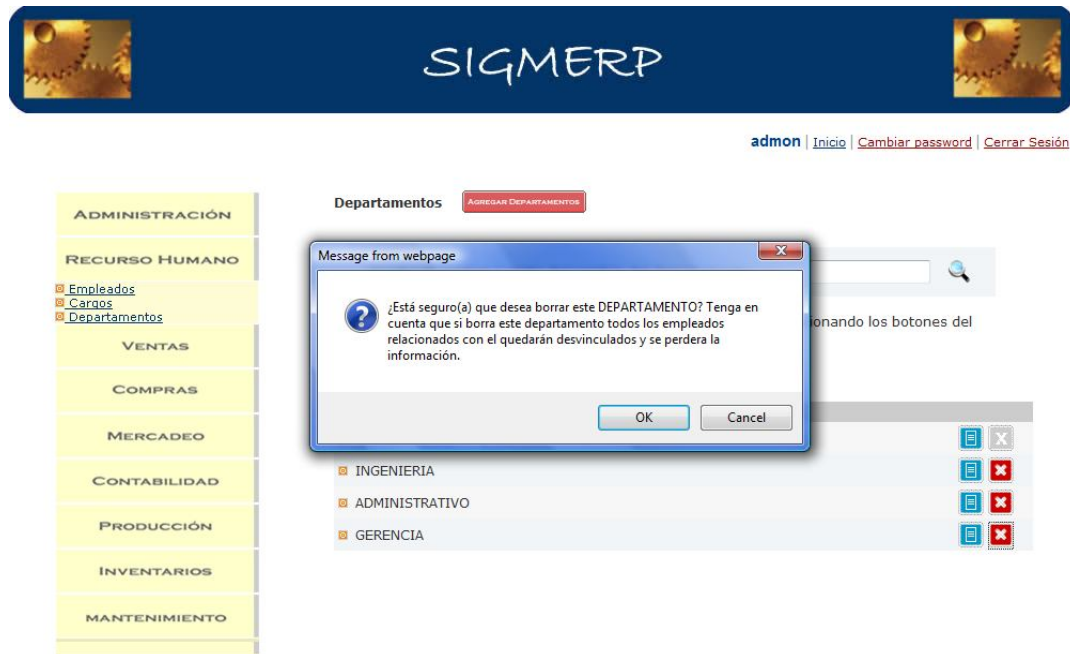 SIGMERP
admon | Inicio | Cambiar password | Cerrar Sesión
Departamentos
AGREGAR DEPARTAMENTOS
ADMINISTRACIÓN
RECURSO HUMANO
Empleados
Cargos
Departamentos
VENTAS
COMPRAS
MERCADEO
CONTABILIDAD
PRODUCCIÓN
INVENTARIOS
MANTENIMIENTO
Message from webpage
¿Está seguro(a) que desea borrar este DEPARTAMENTO? Tenga en
cuenta que si borra este departamento todos los empleados
relacionados con el quedarán desvinculados y se perdera la
información.
OK Cancel
los botones del
INGENIERIA
ADMINISTRATIVO
GERENCIA